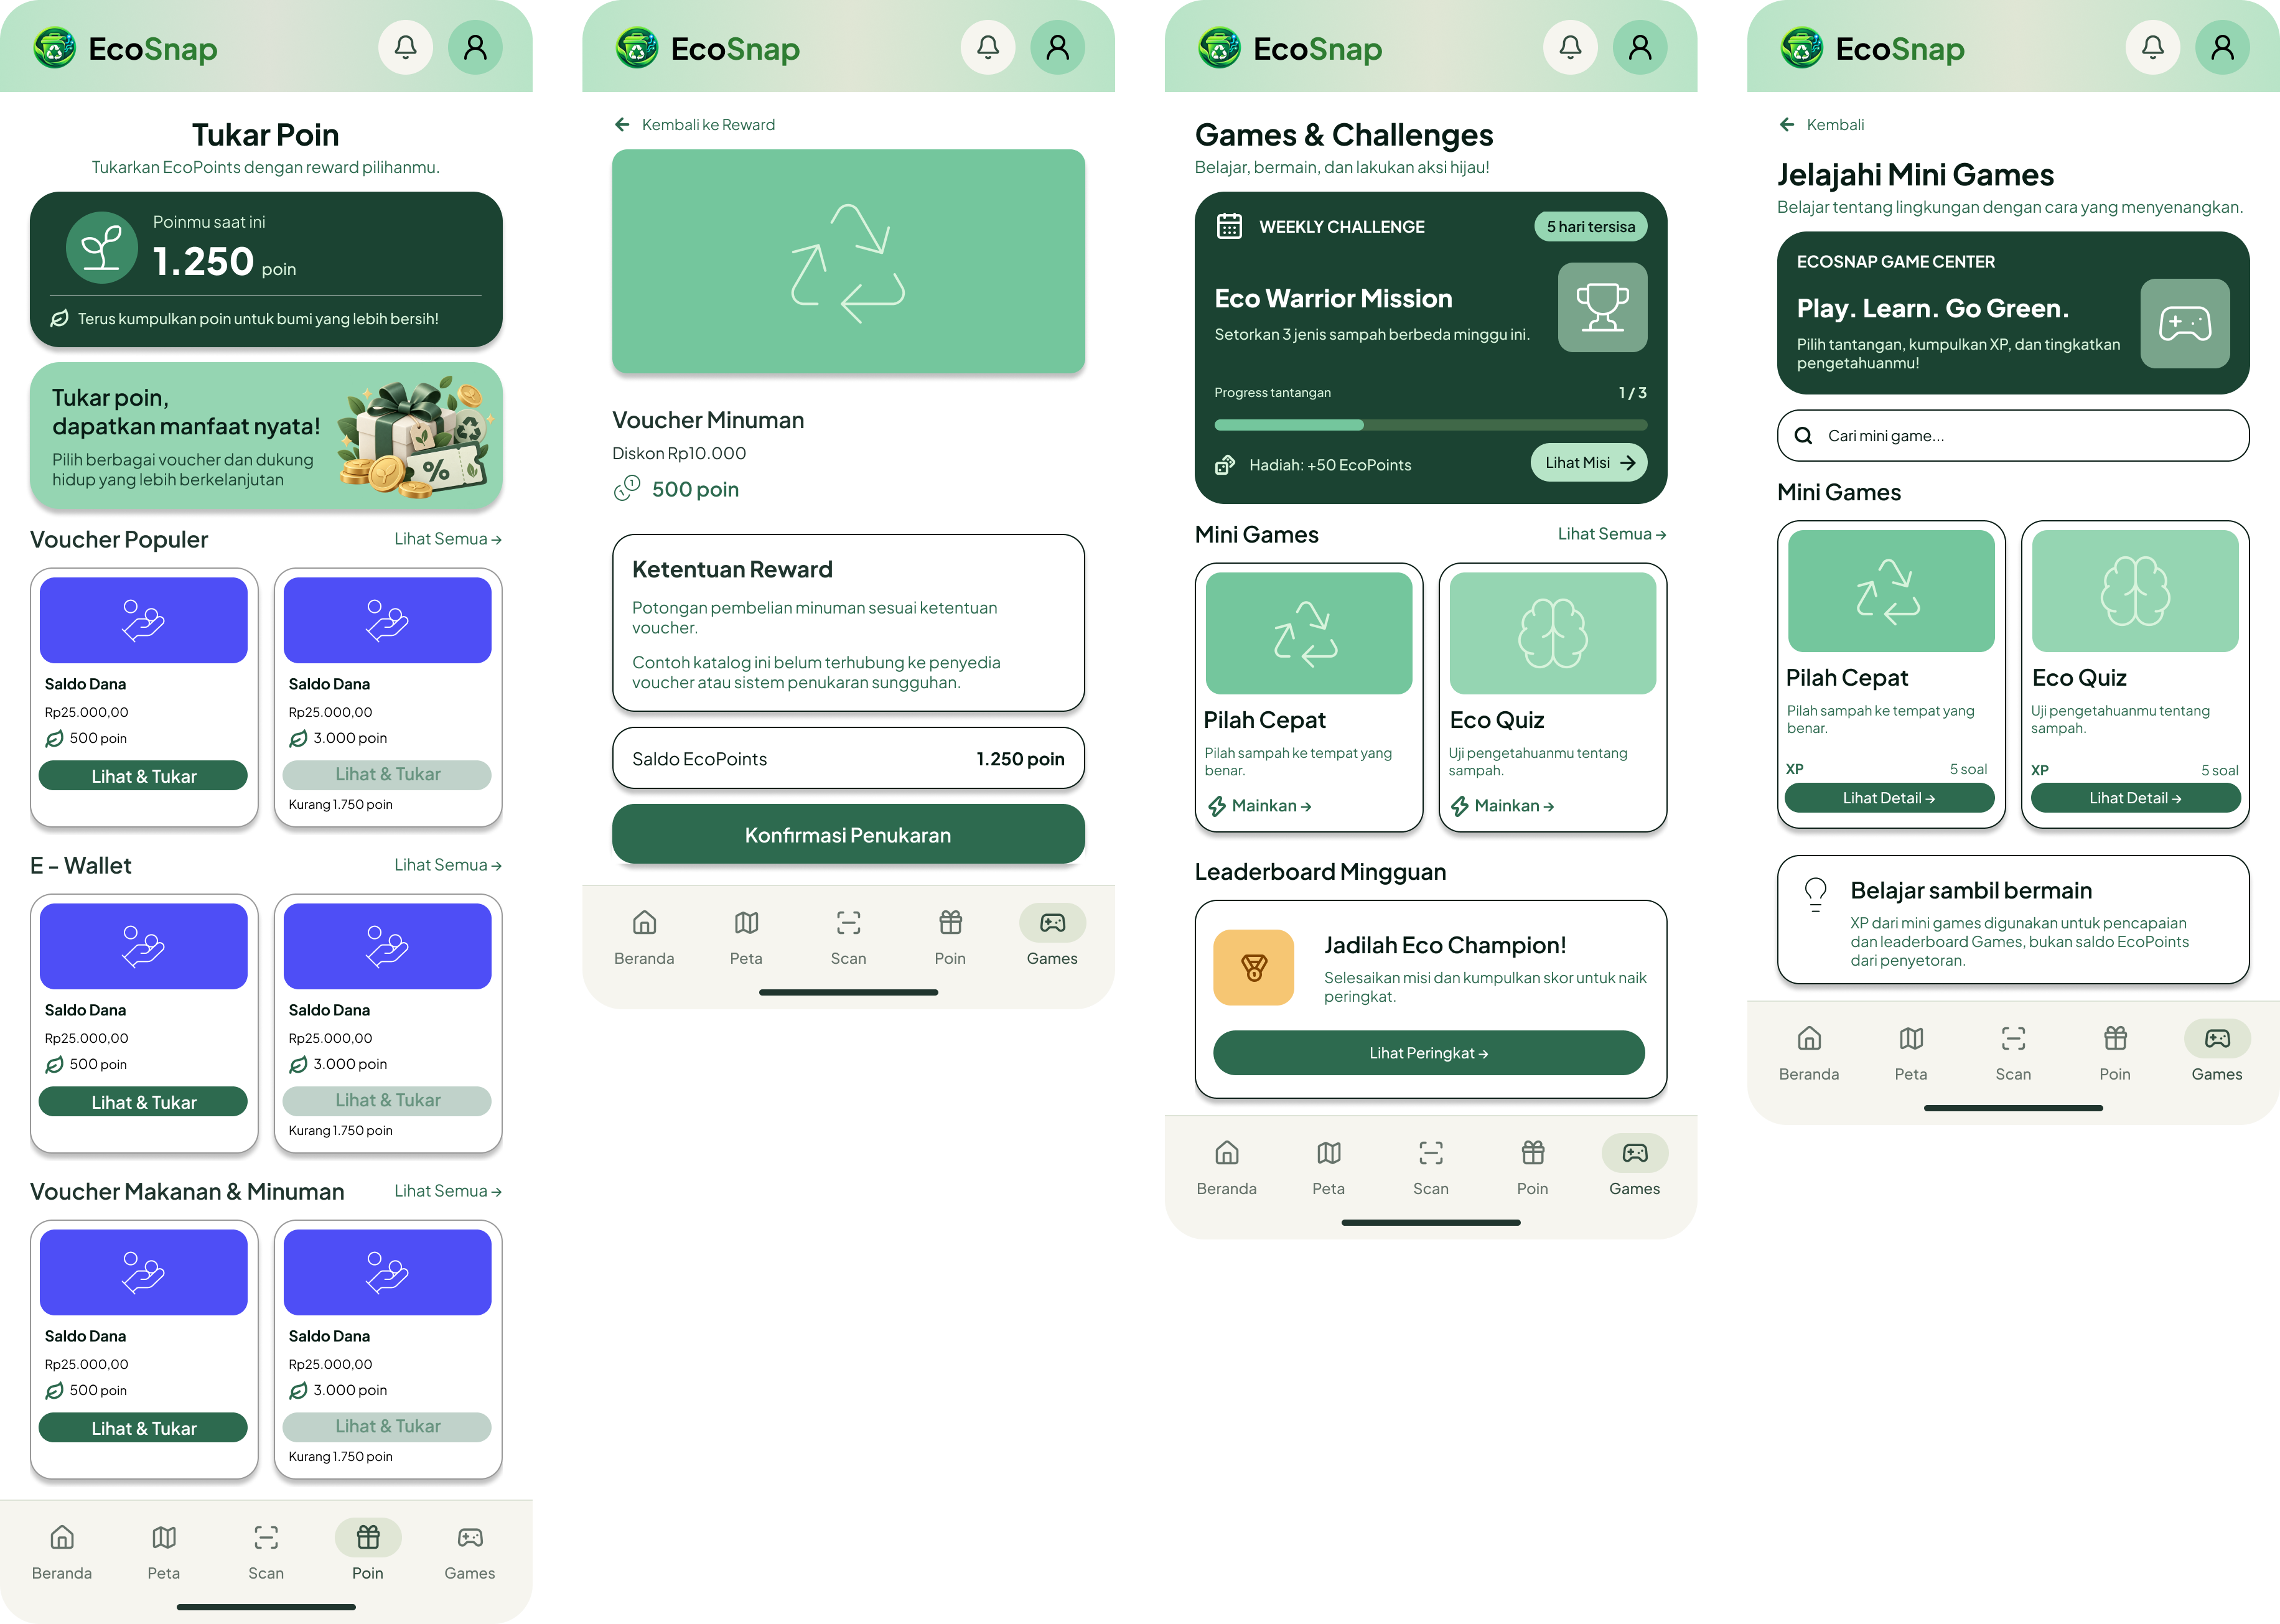 EcoSnap
Tukar Poin
Tukarkan EcoPoints dengan reward pilihanmu.
Poinmu saat ini
1.250 poin
Terus kumpulkan poin untuk bumi yang lebih bersih!
Tukar poin,
dapatkan manfaat nyata!
Pilih berbagai voucher dan dukung
hidup yang lebih berkelanjutan
%
Voucher Populer
Lihat Semua →
Saldo Dana
Rp25.000,00
500 poin
Lihat & Tukar
Saldo Dana
Rp25.000,00
3.000 poin
Lihat & Tukar
Kurang 1.750 poin
E - Wallet
Lihat Semua →
Saldo Dana
Rp25.000,00
500 poin
Lihat & Tukar
Saldo Dana
Rp25.000,00
3.000 poin
Lihat & Tukar
Kurang 1.750 poin
Voucher Makanan & Minuman
Lihat Semua →
Saldo Dana
Rp25.000,00
500 poin
Lihat & Tukar
Saldo Dana
Rp25.000,00
3.000 poin
Lihat & Tukar
Kurang 1.750 poin
Beranda
Peta
Scan
Poin
Games
EcoSnap
← Kembali ke Reward
Voucher Minuman
Diskon Rp10.000
500 poin
Ketentuan Reward
Potongan pembelian minuman sesuai ketentuan
voucher.
Contoh katalog ini belum terhubung ke penyedia
voucher atau sistem penukaran sungguhan.
Saldo EcoPoints
1.250 poin
Konfirmasi Penukaran
Beranda
Peta
Scan
Poin
Games
EcoSnap
Games & Challenges
Belajar, bermain, dan lakukan aksi hijau!
WEEKLY CHALLENGE
5 hari tersisa
Eco Warrior Mission
Setorkan 3 jenis sampah berbeda minggu ini.
Progress tantangan
1 / 3
Hadiah: +50 EcoPoints
Lihat Misi →
Mini Games
Lihat Semua →
Pilah Cepat
Pilah sampah ke tempat yang
benar.
Mainkan →
Eco Quiz
Uji pengetahuanmu tentang
sampah.
Mainkan →
Leaderboard Mingguan
Jadilah Eco Champion!
Selesaikan misi dan kumpulkan skor untuk naik
peringkat.
Lihat Peringkat →
Beranda
Peta
Scan
Poin
Games
EcoSnap
← Kembali
Jelajahi Mini Games
Belajar tentang lingkungan dengan cara yang menyenangkan.
ECOSNAP GAME CENTER
Play. Learn. Go Green.
Pilih tantangan, kumpulkan XP, dan tingkatkan
pengetahuanmu!
Cari mini game...
Mini Games
Pilah Cepat
Pilah sampah ke tempat yang
benar.
XP
5 soal
Lihat Detail →
Eco Quiz
Uji pengetahuanmu tentang
sampah.
XP
5 soal
Lihat Detail →
Belajar sambil bermain
XP dari mini games digunakan untuk pencapaian
dan leaderboard Games, bukan saldo EcoPoints
dari penyetoran.
Beranda
Peta
Scan
Poin
Games